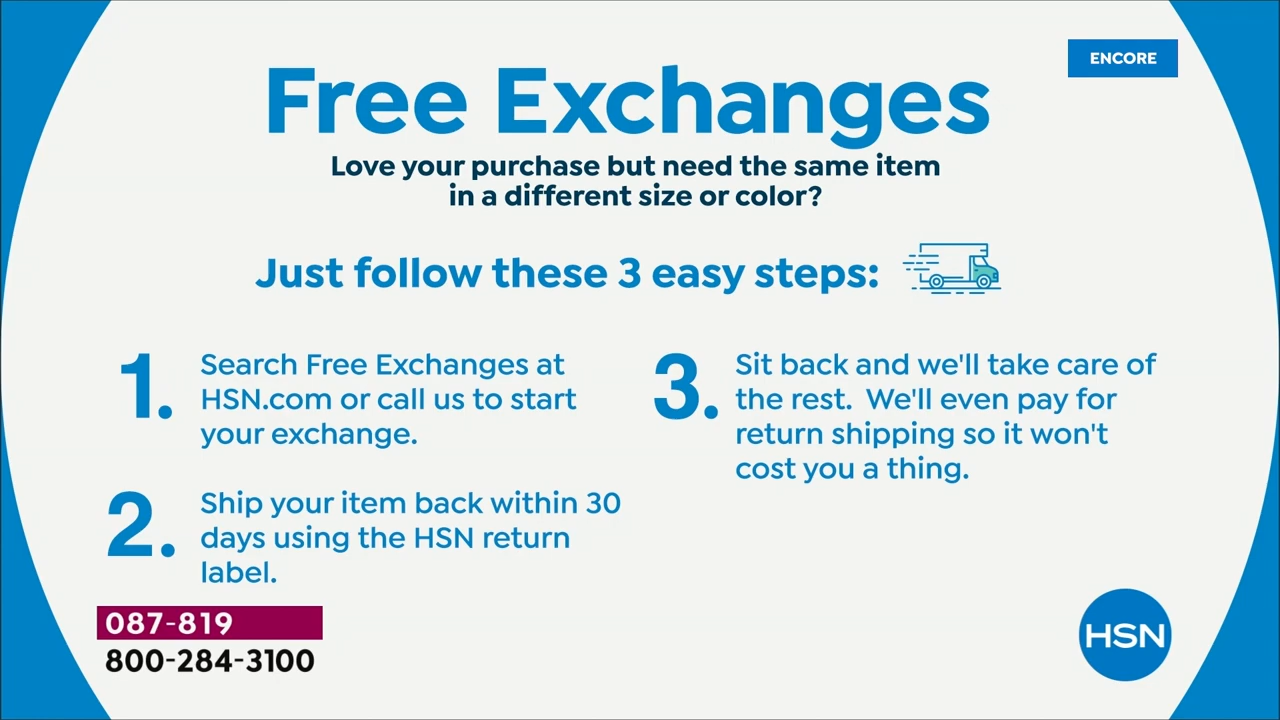 ENCORE
Free Exchanges
Love your purchase but need the same item
in a different size or color?
Just follow these 3 easy steps:
1. Search Free Exchanges at
HSN.com or call us to start
your exchange.
2. Ship your item back within 30
days using the HSN return
label.
3. Sit back and we'll take care of
the rest.  We'll even pay for
return shipping so it won't
cost you a thing.
087-819
800-284-3100
HSN